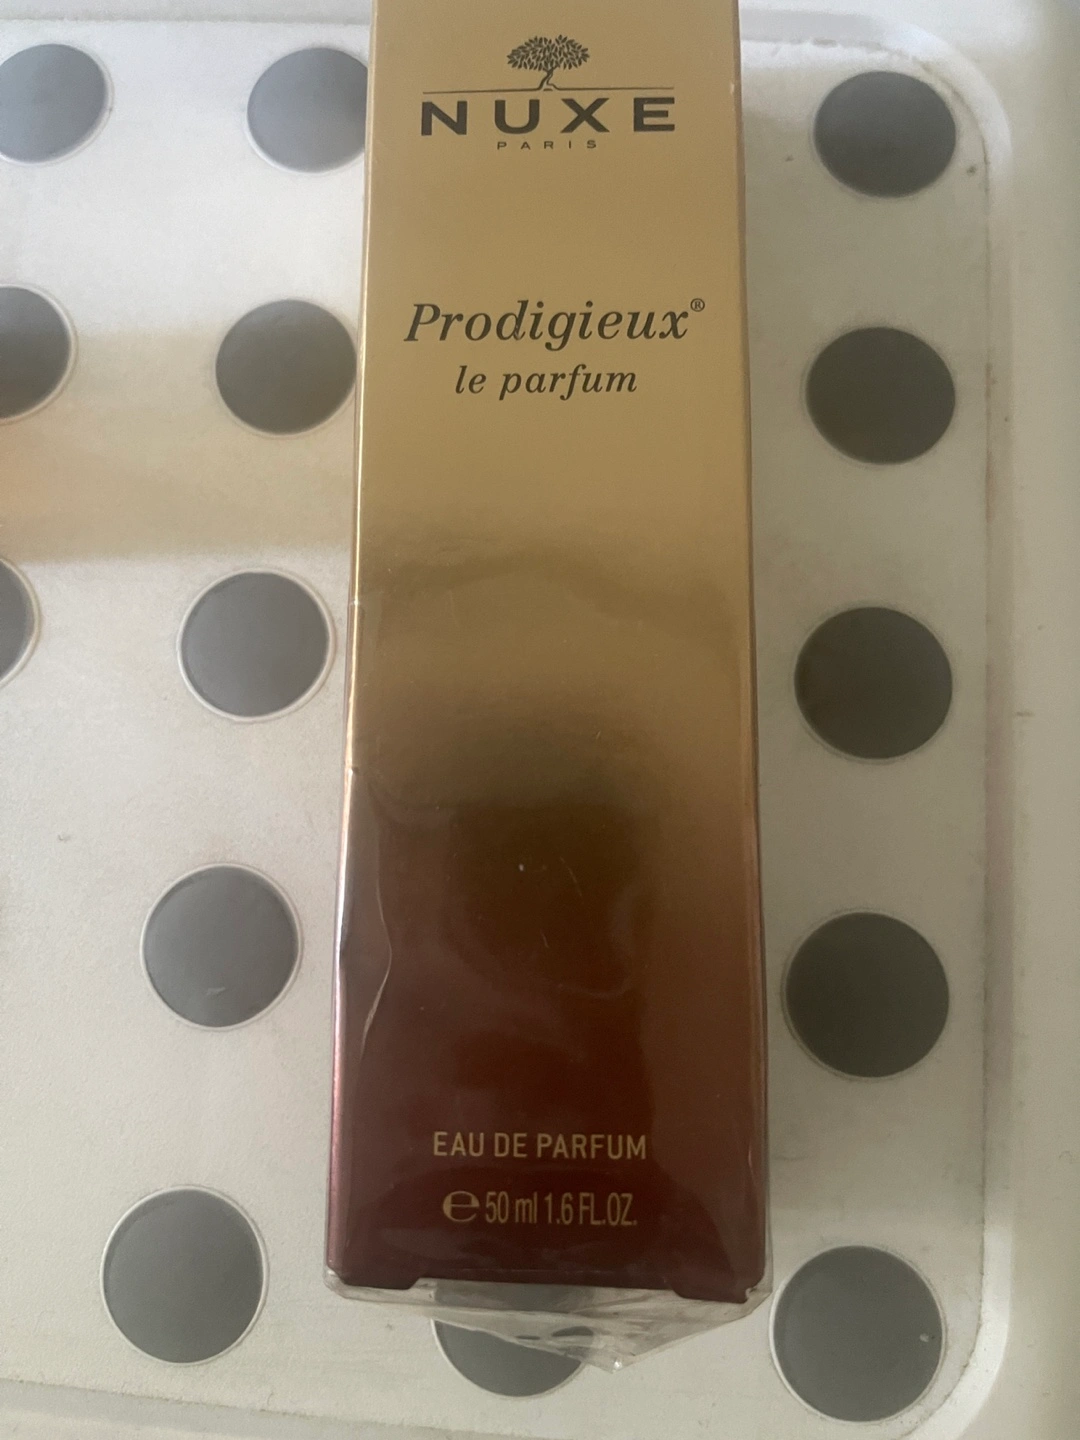 NUXE
PARIS
Prodigieux®
le parfum
EAU DE PARFUM
℮ 50 ml 1.6 FL.OZ.